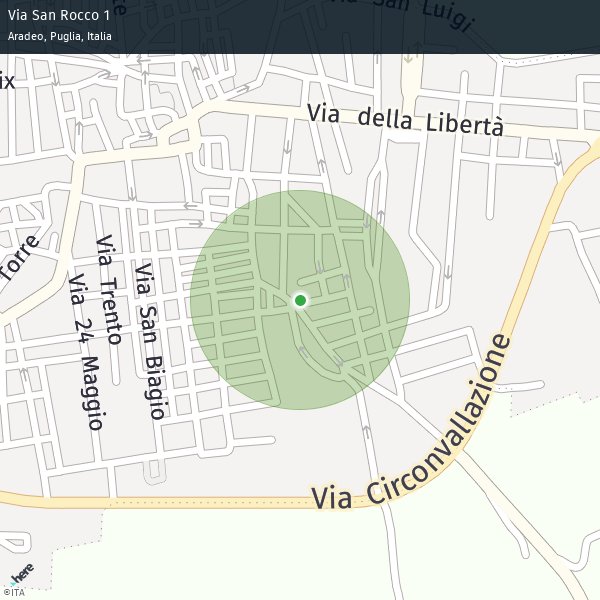 Via San Rocco 1
Aradeo, Puglia, Italia
San Luigi
ix
Via della Libertà
Torre
Via Trento
Via San Biagio
Via 24 Maggio
Via Circonvallazione
here
©ITA